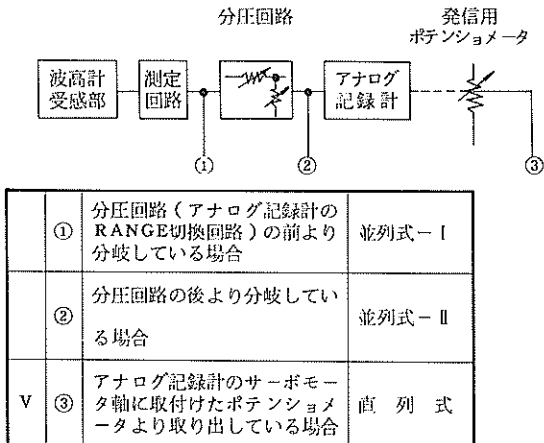 分圧回路
発信用
ポテンショメータ
波高計
受感部
測定
回路
アナログ
記録計
①
②
③
①
分圧回路(アナログ記録計の
RANGE切換回路)の前より
分岐している場合
並列式-Ⅰ
②
分圧回路の後より分岐してい
る場合
並列式-Ⅱ
V
③
アナログ記録計のサーボモー
タ軸に取付けたポテンショメ
ータより取り出している場合
直列式